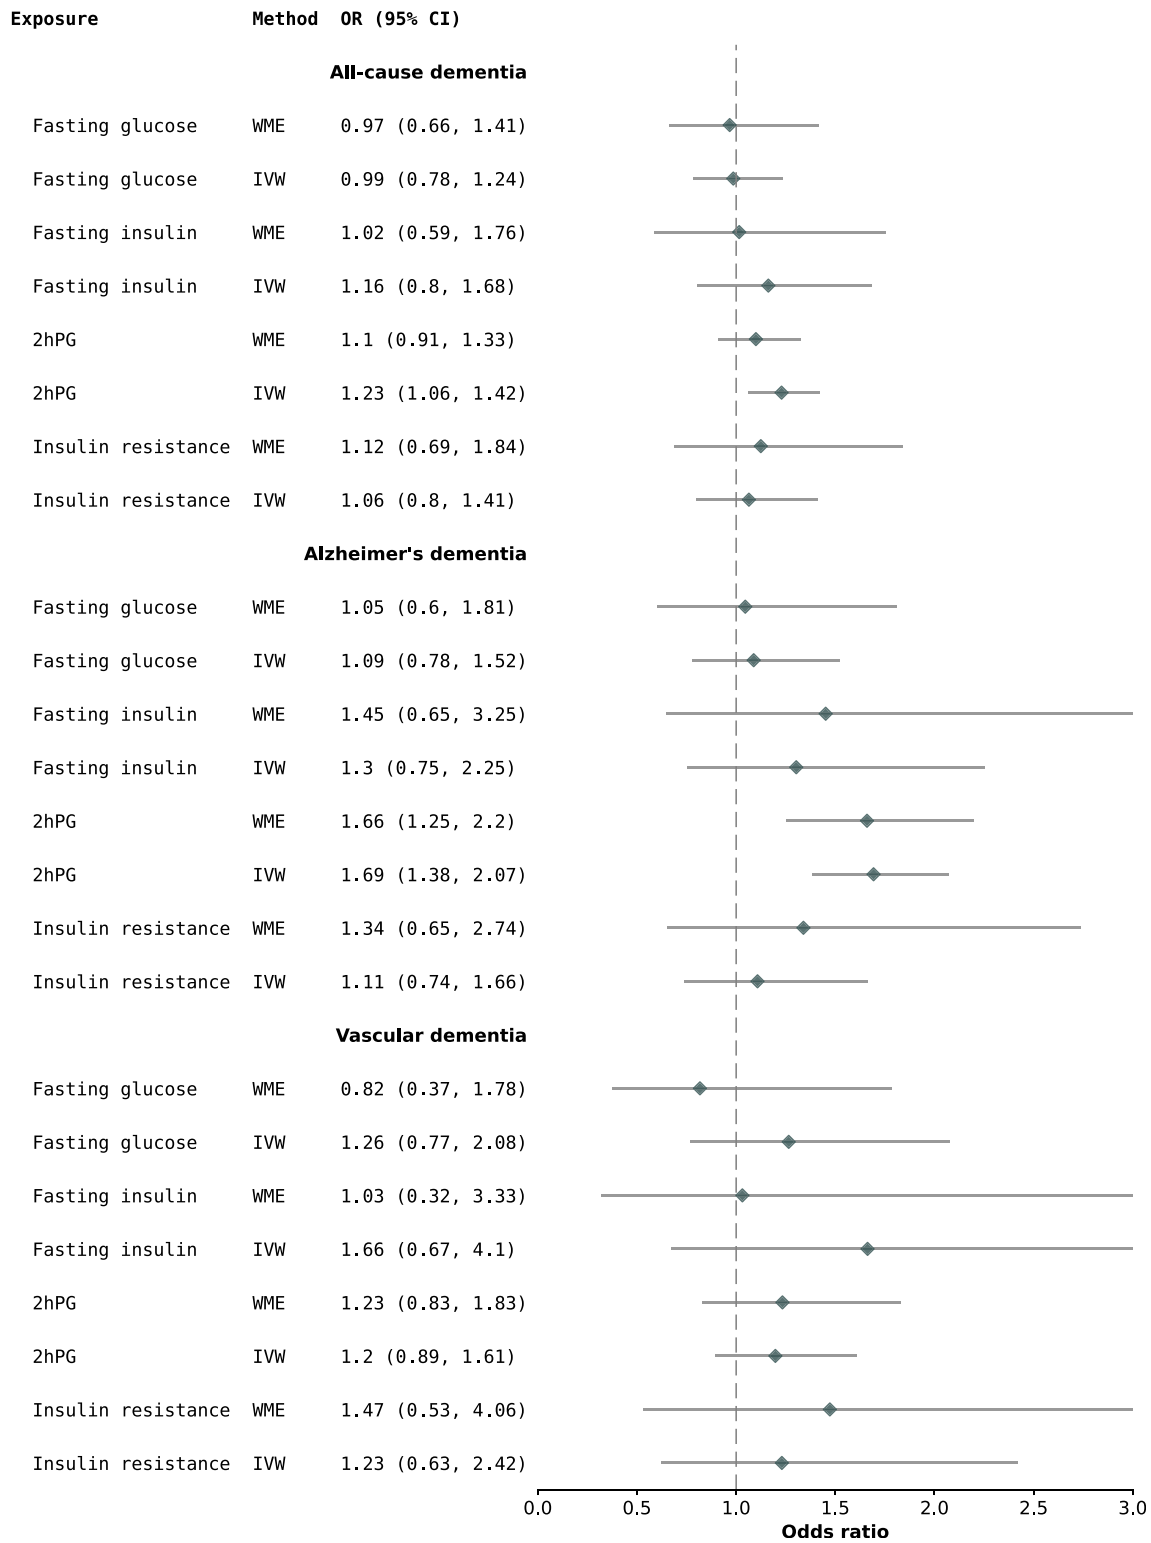 Exposure Method OR (95% CI)
All-cause dementia
Fasting glucose WME 0.97 (0.66, 1.41)
Fasting glucose IVW 0.99 (0.78, 1.24)
Fasting insulin WME 1.02 (0.59, 1.76)
Fasting insulin IVW 1.16 (0.8, 1.68)
2hPG WME 1.1 (0.91, 1.33)
2hPG IVW 1.23 (1.06, 1.42)
Insulin resistance WME 1.12 (0.69, 1.84)
Insulin resistance IVW 1.06 (0.8, 1.41)
Alzheimer's dementia
Fasting glucose WME 1.05 (0.6, 1.81)
Fasting glucose IVW 1.09 (0.78, 1.52)
Fasting insulin WME 1.45 (0.65, 3.25)
Fasting insulin IVW 1.3 (0.75, 2.25)
2hPG WME 1.66 (1.25, 2.2)
2hPG IVW 1.69 (1.38, 2.07)
Insulin resistance WME 1.34 (0.65, 2.74)
Insulin resistance IVW 1.11 (0.74, 1.66)
Vascular dementia
Fasting glucose WME 0.82 (0.37, 1.78)
Fasting glucose IVW 1.26 (0.77, 2.08)
Fasting insulin WME 1.03 (0.32, 3.33)
Fasting insulin IVW 1.66 (0.67, 4.1)
2hPG WME 1.23 (0.83, 1.83)
2hPG IVW 1.2 (0.89, 1.61)
Insulin resistance WME 1.47 (0.53, 4.06)
Insulin resistance IVW 1.23 (0.63, 2.42)
0.0 0.5 1.0 1.5 2.0 2.5 3.0
Odds ratio